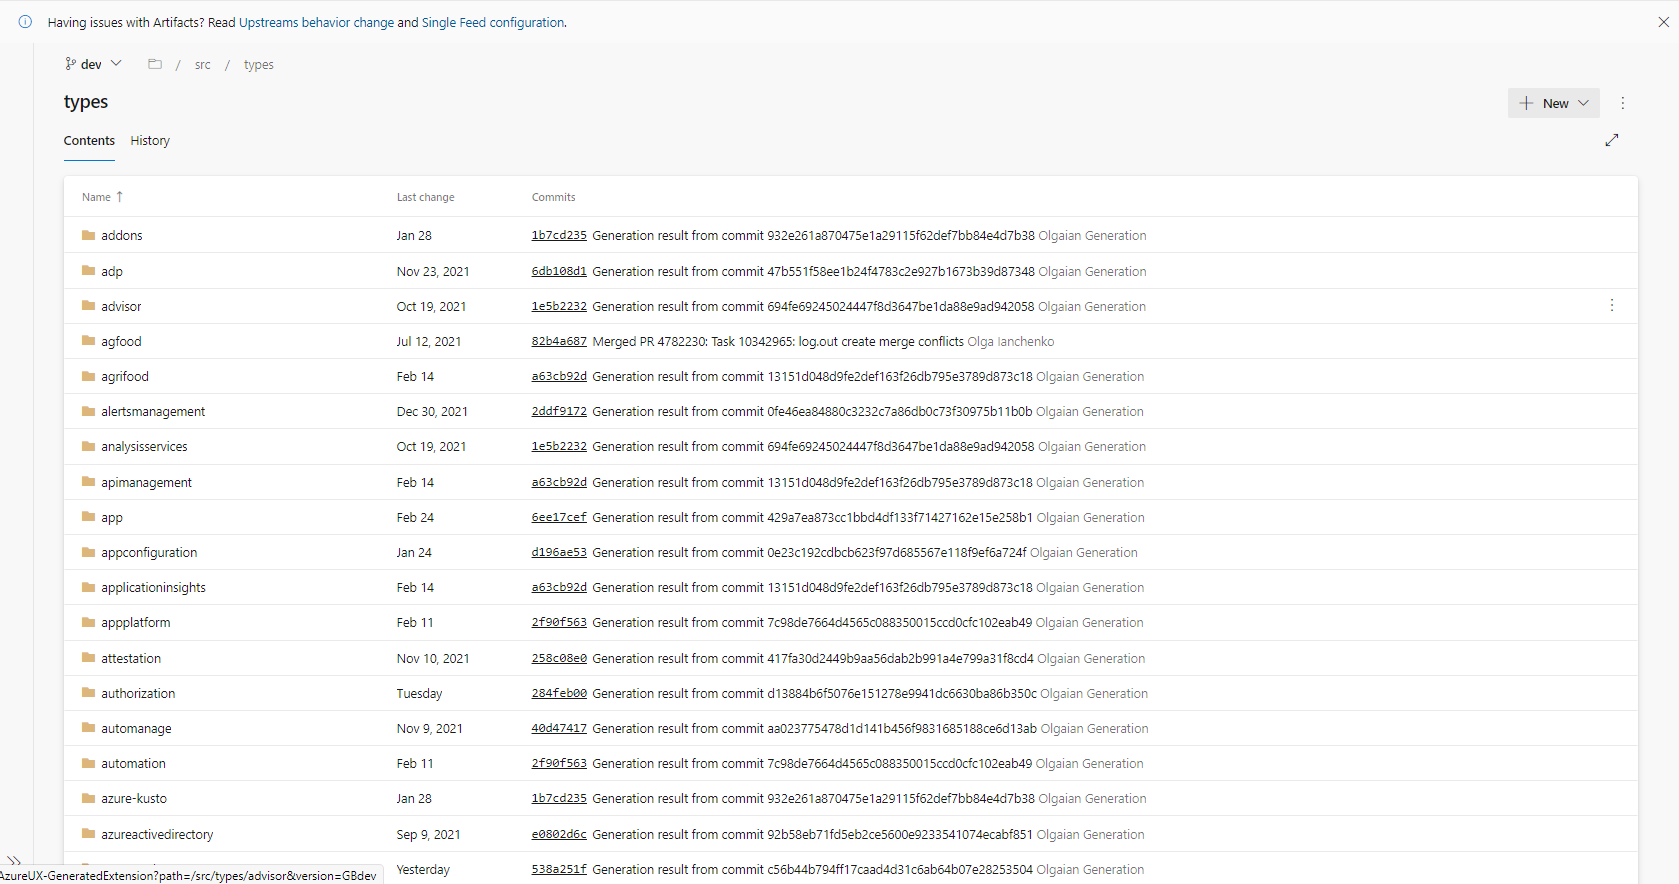 Having issues with Artifacts? Read Upstreams behavior change and Single Feed configuration.
dev / src / types
types
New
Contents History
Name Last change Commits
addons Jan 28 1b7cd235 Generation result from commit 932e261a870475e1a29115f62def7bb84e4d7b38 Olgaian Generation
adp Nov 23, 2021 6db108d1 Generation result from commit 47b551f58ee1b24f4783c2e927b1673b39d87348 Olgaian Generation
advisor Oct 19, 2021 1e5b2232 Generation result from commit 694fe69245024447f8d3647be1da88e9ad942058 Olgaian Generation
agfood Jul 12, 2021 82b4a687 Merged PR 4782230: Task 10342965: log.out create merge conflicts Olga Ianchenko
agrifood Feb 14 a63cb92d Generation result from commit 13151d048d9fe2def163f26db795e3789d873c18 Olgaian Generation
alertsmanagement Dec 30, 2021 2ddf9172 Generation result from commit 0fe46ea84880c3232c7a86db0c73f30975b11b0b Olgaian Generation
analysisservices Oct 19, 2021 1e5b2232 Generation result from commit 694fe69245024447f8d3647be1da88e9ad942058 Olgaian Generation
apimanagement Feb 14 a63cb92d Generation result from commit 13151d048d9fe2def163f26db795e3789d873c18 Olgaian Generation
app Feb 24 6ee17cef Generation result from commit 429a7ea873cc1bbd4df133f71427162e15e258b1 Olgaian Generation
appconfiguration Jan 24 d196ae53 Generation result from commit 0e23c192cdbcb623f97d685567e118f9ef6a724f Olgaian Generation
applicationinsights Feb 14 a63cb92d Generation result from commit 13151d048d9fe2def163f26db795e3789d873c18 Olgaian Generation
appplatform Feb 11 2f90f563 Generation result from commit 7c98de7664d4565c088350015ccd0cfc102eab49 Olgaian Generation
attestation Nov 10, 2021 258c08e0 Generation result from commit 417fa30d2449b9aa56dab2b991a4e799a31f8cd4 Olgaian Generation
authorization Tuesday 284feb00 Generation result from commit d13884b6f5076e151278e9941dc6630ba86b350c Olgaian Generation
automanage Nov 9, 2021 40d47417 Generation result from commit aa023775478d1d141b456f9831685188ce6d13ab Olgaian Generation
automation Feb 11 2f90f563 Generation result from commit 7c98de7664d4565c088350015ccd0cfc102eab49 Olgaian Generation
azure-kusto Jan 28 1b7cd235 Generation result from commit 932e261a870475e1a29115f62def7bb84e4d7b38 Olgaian Generation
azureactivedirectory Sep 9, 2021 e0802d6c Generation result from commit 92b58eb71fd5eb2ce5600e9233541074ecabf851 Olgaian Generation
Yesterday 538a251f Generation result from commit c56b44b794ff17caad4d31c6ab64b07e28253504 Olgaian Generation
AzureUX-GeneratedExtension?path=/src/types/advisor&version=GBdev